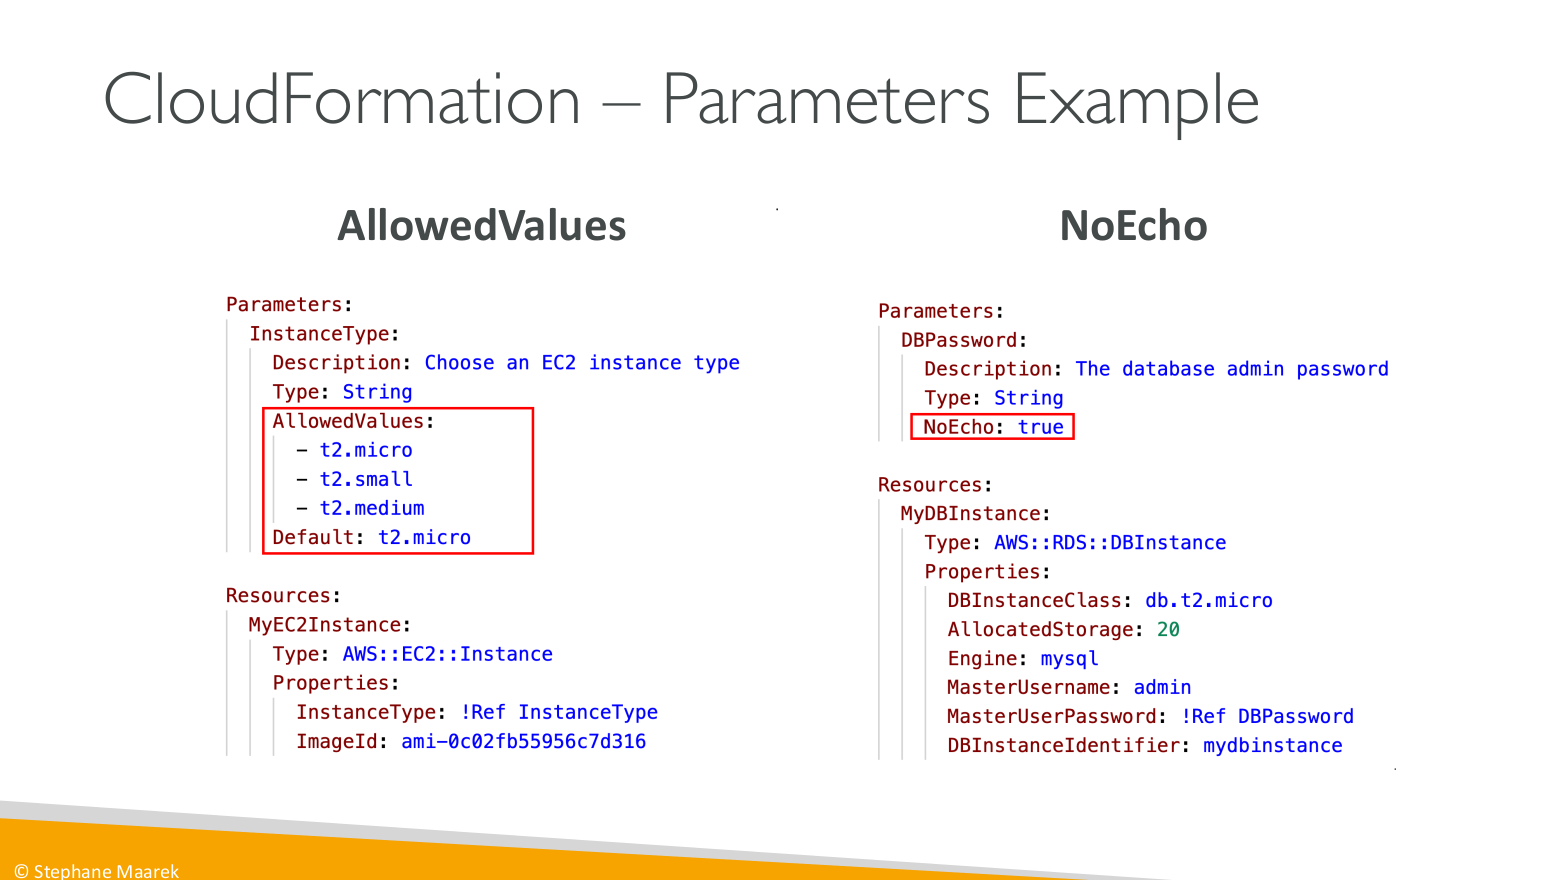 CloudFormation – Parameters Example
AllowedValues
Parameters:
InstanceType:
Description: Choose an EC2 instance type
Type: String
AllowedValues:
– t2.micro
– t2.small
– t2.medium
Default: t2.micro
Resources:
MyEC2Instance:
Type: AWS::EC2::Instance
Properties:
InstanceType: !Ref InstanceType
ImageId: ami-0c02fb55956c7d316
NoEcho
Parameters:
DBPassword:
Description: The database admin password
Type: String
NoEcho: true
Resources:
MyDBInstance:
Type: AWS::RDS::DBInstance
Properties:
DBInstanceClass: db.t2.micro
AllocatedStorage: 20
Engine: mysql
MasterUsername: admin
MasterUserPassword: !Ref DBPassword
DBInstanceIdentifier: mydbinstance
© Stephane Maarek